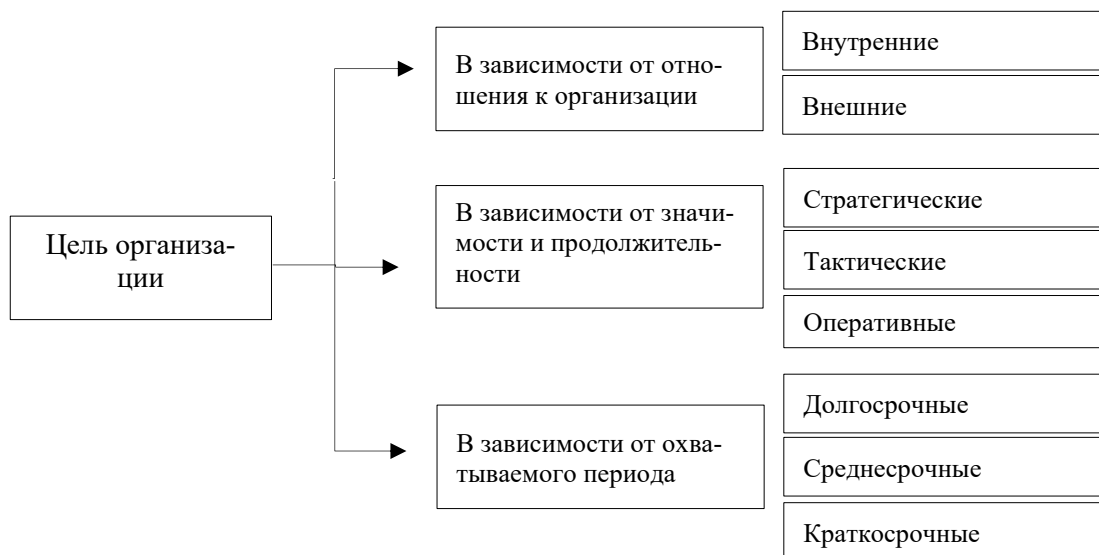 Цель организа-
ции
В зависимости от отно-
шения к организации
Внутренние
Внешние
В зависимости от значи-
мости и продолжитель-
ности
Стратегические
Тактические
Оперативные
В зависимости от охва-
тываемого периода
Долгосрочные
Среднесрочные
Краткосрочные